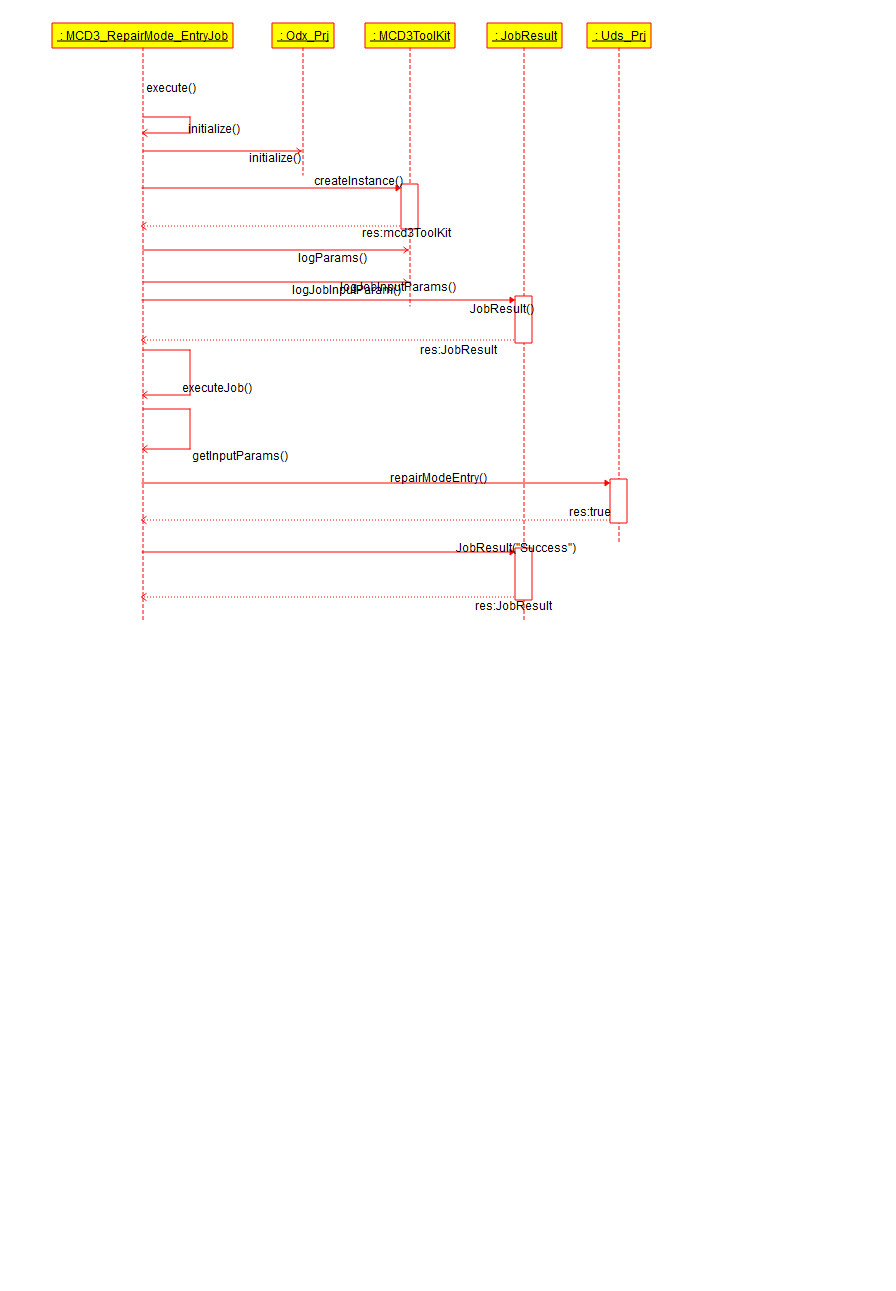 : MCD3_RepairMode_EntryJob
: Odx_Prj
: MCD3ToolKit
: JobResult
: Uds_Prj
execute()
initialize()
initialize()
createInstance()
res:mcd3ToolKit
logParams()
logJobInputParams()
logJobInputParam()
JobResult()
res:JobResult
executeJob()
getInputParams()
repairModeEntry()
res:true
JobResult("Success")
res:JobResult